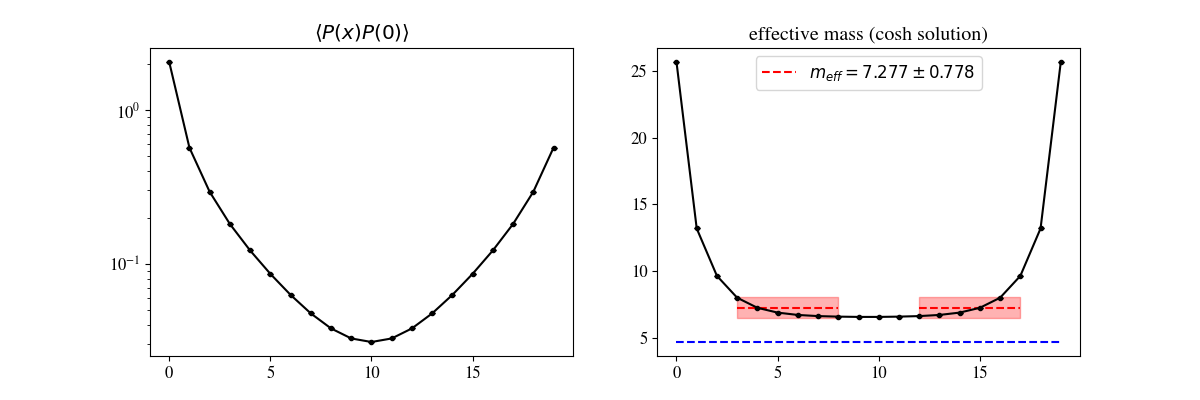 ⟨P(x)P(0)⟩
10⁰
10⁻¹
0 5 10 15
effective mass (cosh solution)
m_eff = 7.277 ± 0.778
25
20
15
10
5
0 5 10 15